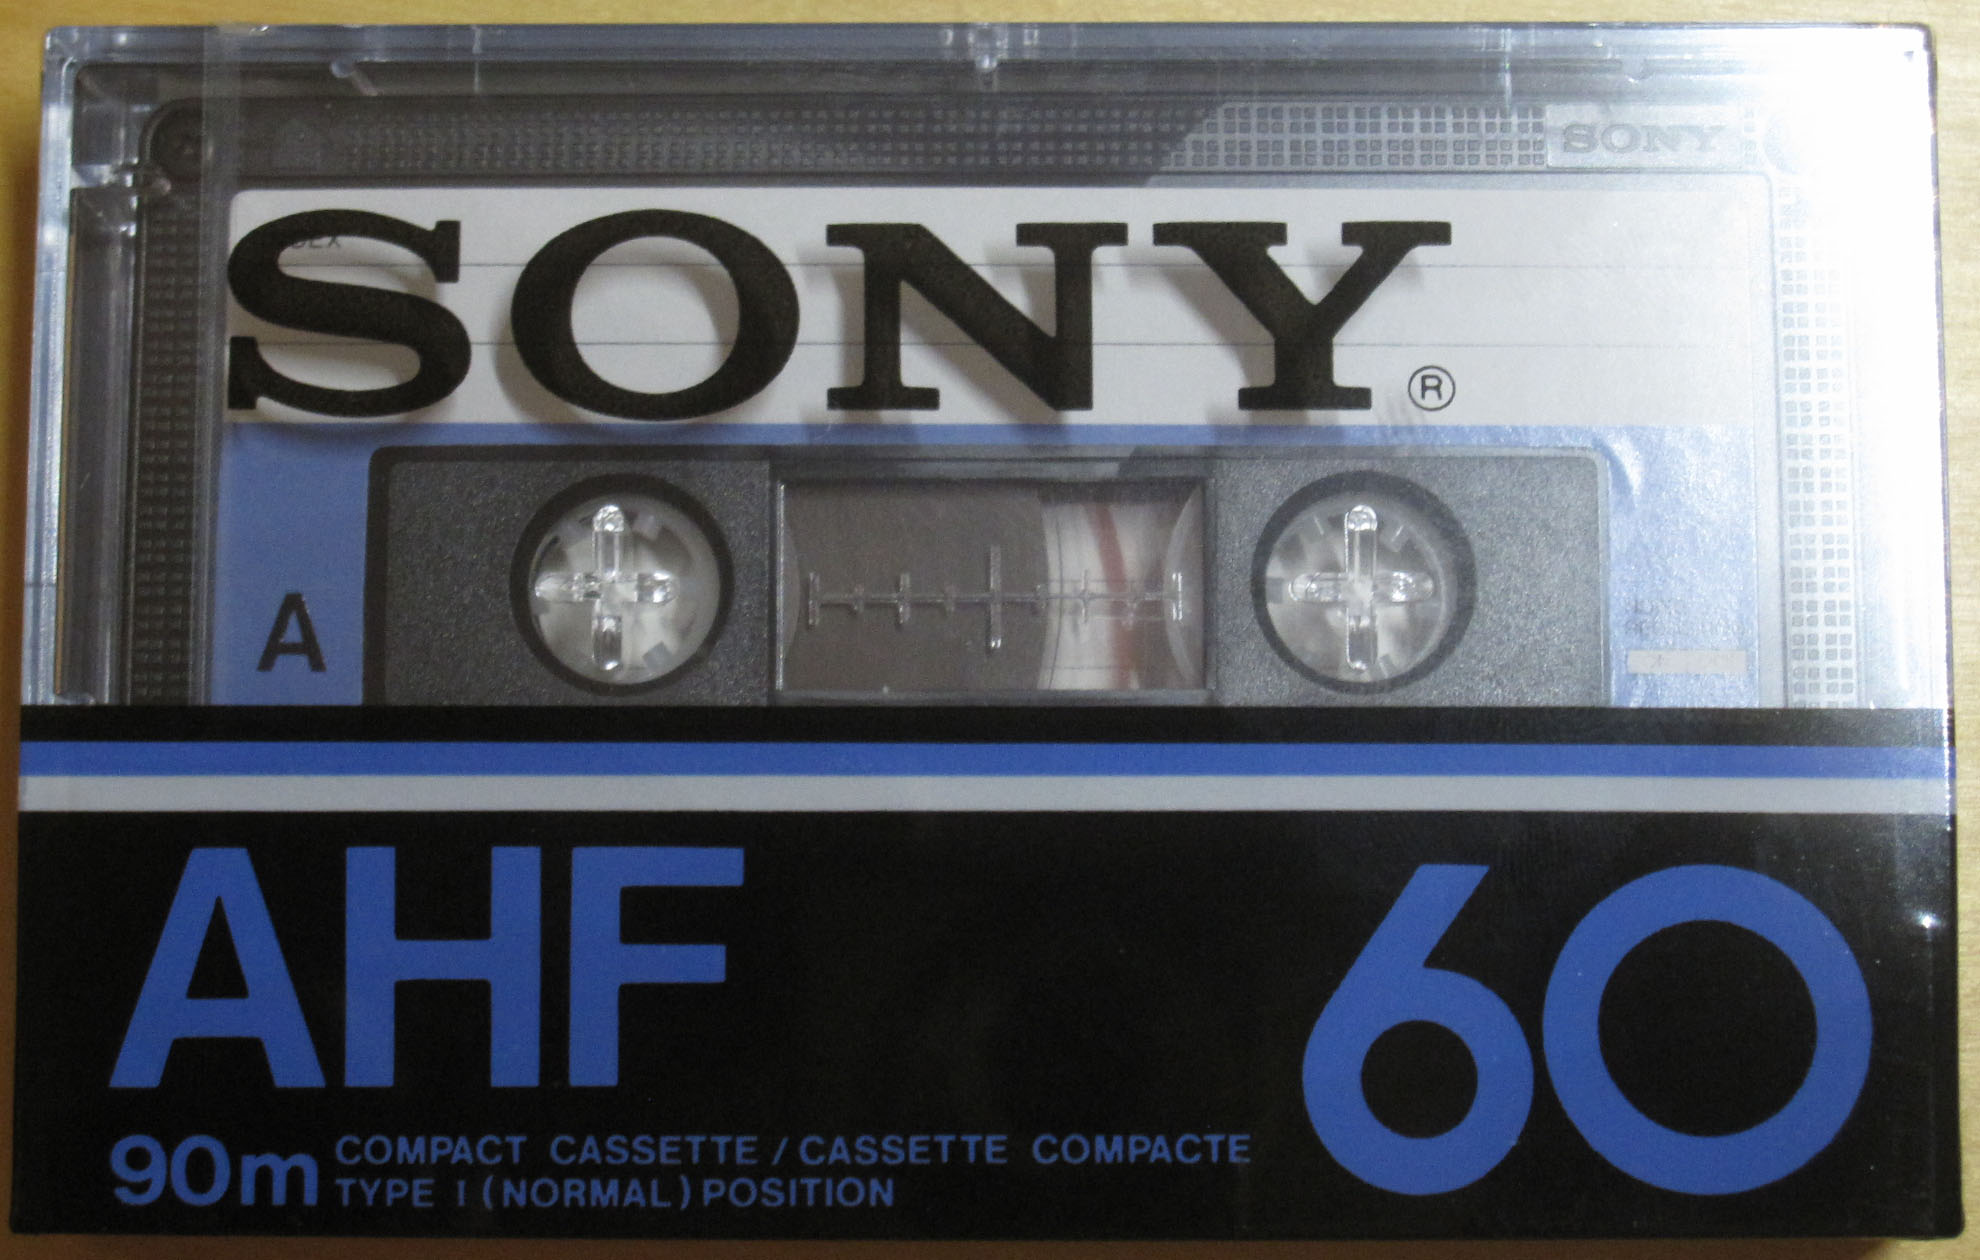 SONY
SONY®
A
AHF
60
90m COMPACT CASSETTE / CASSETTE COMPACTE
TYPE I (NORMAL) POSITION